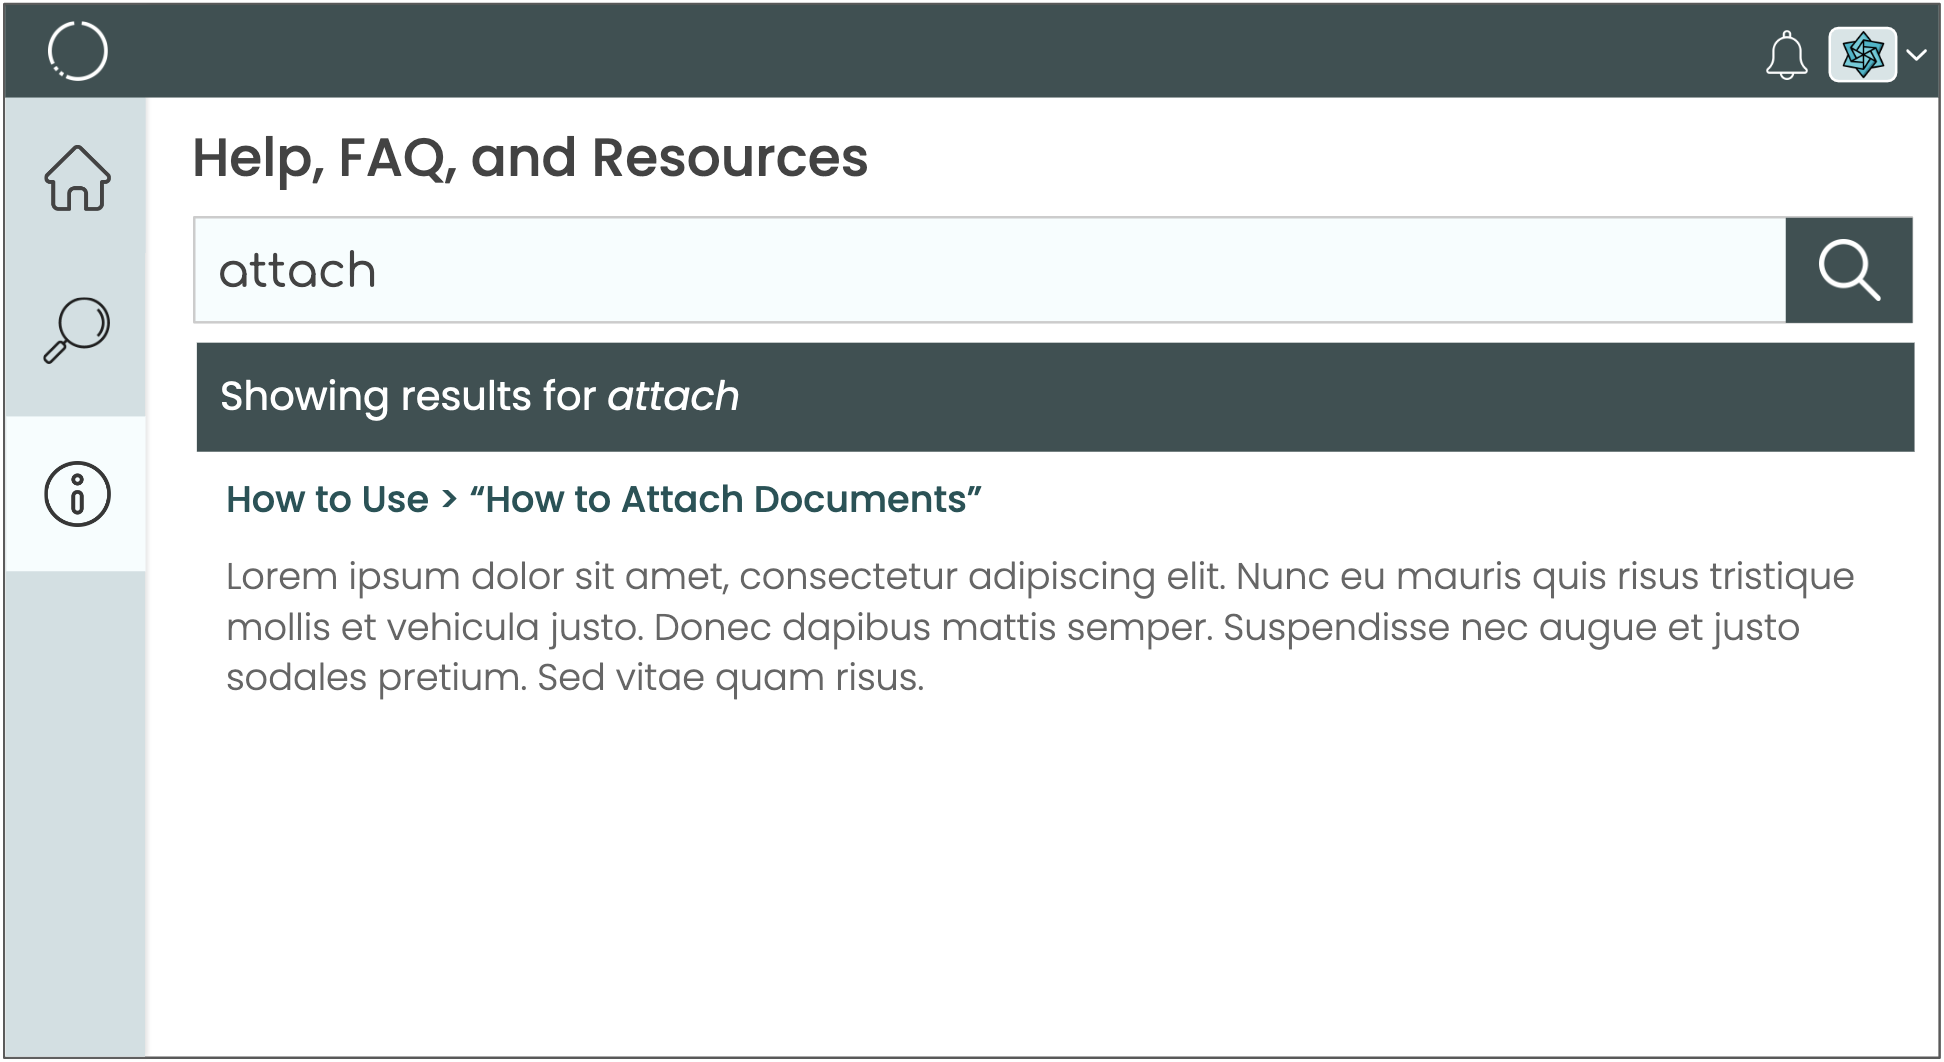 Help, FAQ, and Resources
attach
Showing results for attach
How to Use > “How to Attach Documents”
Lorem ipsum dolor sit amet, consectetur adipiscing elit. Nunc eu mauris quis risus tristique
mollis et vehicula justo. Donec dapibus mattis semper. Suspendisse nec augue et justo
sodales pretium. Sed vitae quam risus.